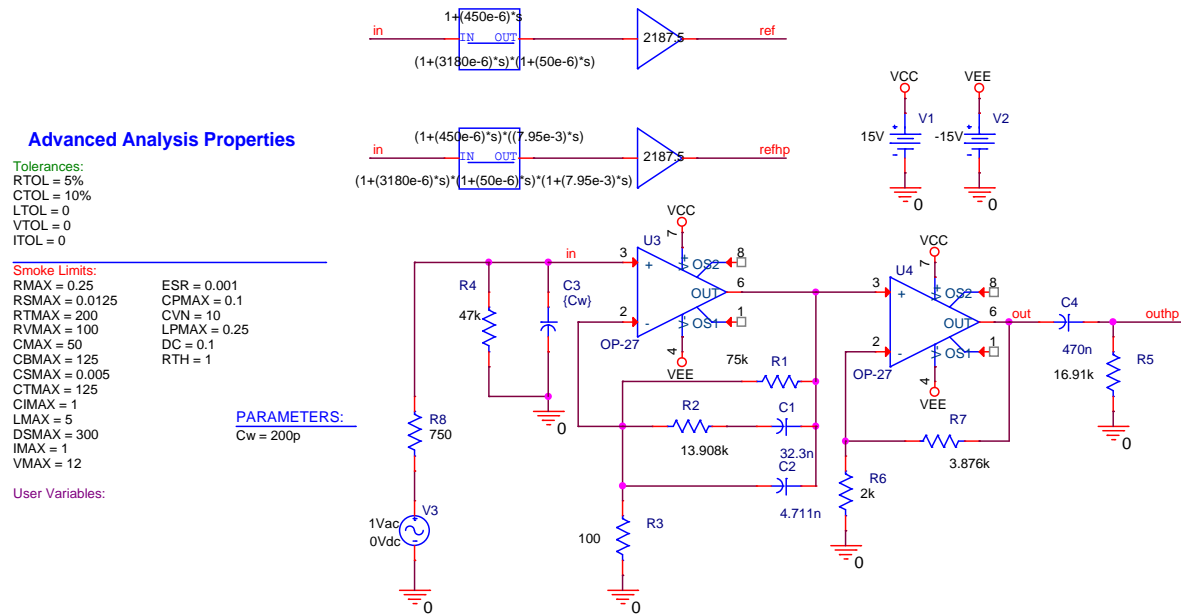 1+(450e-6)*s
in
IN OUT
2187.5
ref
(1+(3180e-6)*s)*(1+(50e-6)*s)
(1+(450e-6)*s)*((7.95e-3)*s)
in
IN OUT
2187.5
refhp
(1+(3180e-6)*s)*(1+(50e-6)*s)*(1+(7.95e-3)*s)
VCC
VEE
V1
V2
15V
-15V
0
0
Advanced Analysis Properties
Tolerances:
RTOL = 5%
CTOL = 10%
LTOL = 0
VTOL = 0
ITOL = 0
Smoke Limits:
RMAX = 0.25
RSMAX = 0.0125
RTMAX = 200
RVMAX = 100
CMAX = 50
CBMAX = 125
CSMAX = 0.005
CTMAX = 125
CIMAX = 1
LMAX = 5
DSMAX = 300
IMAX = 1
VMAX = 12
ESR = 0.001
CPMAX = 0.1
CVN = 10
LPMAX = 0.25
DC = 0.1
RTH = 1
User Variables:
PARAMETERS:
Cw = 200p
R8
750
V3
1Vac
0Vdc
0
R4
47k
C3
{Cw}
0
in
U3
VCC
7
3
+
V+
OS2
8
OUT
6
2
-
OS1
1
V-
4
OP-27
VEE
75k
R1
R2
13.908k
C1
32.3n
C2
4.711n
R3
100
0
U4
VCC
7
3
+
V+
OS2
8
OUT
6
2
-
OS1
1
V-
4
OP-27
VEE
out
C4
470n
outhp
R5
16.91k
0
R7
3.876k
R6
2k
0